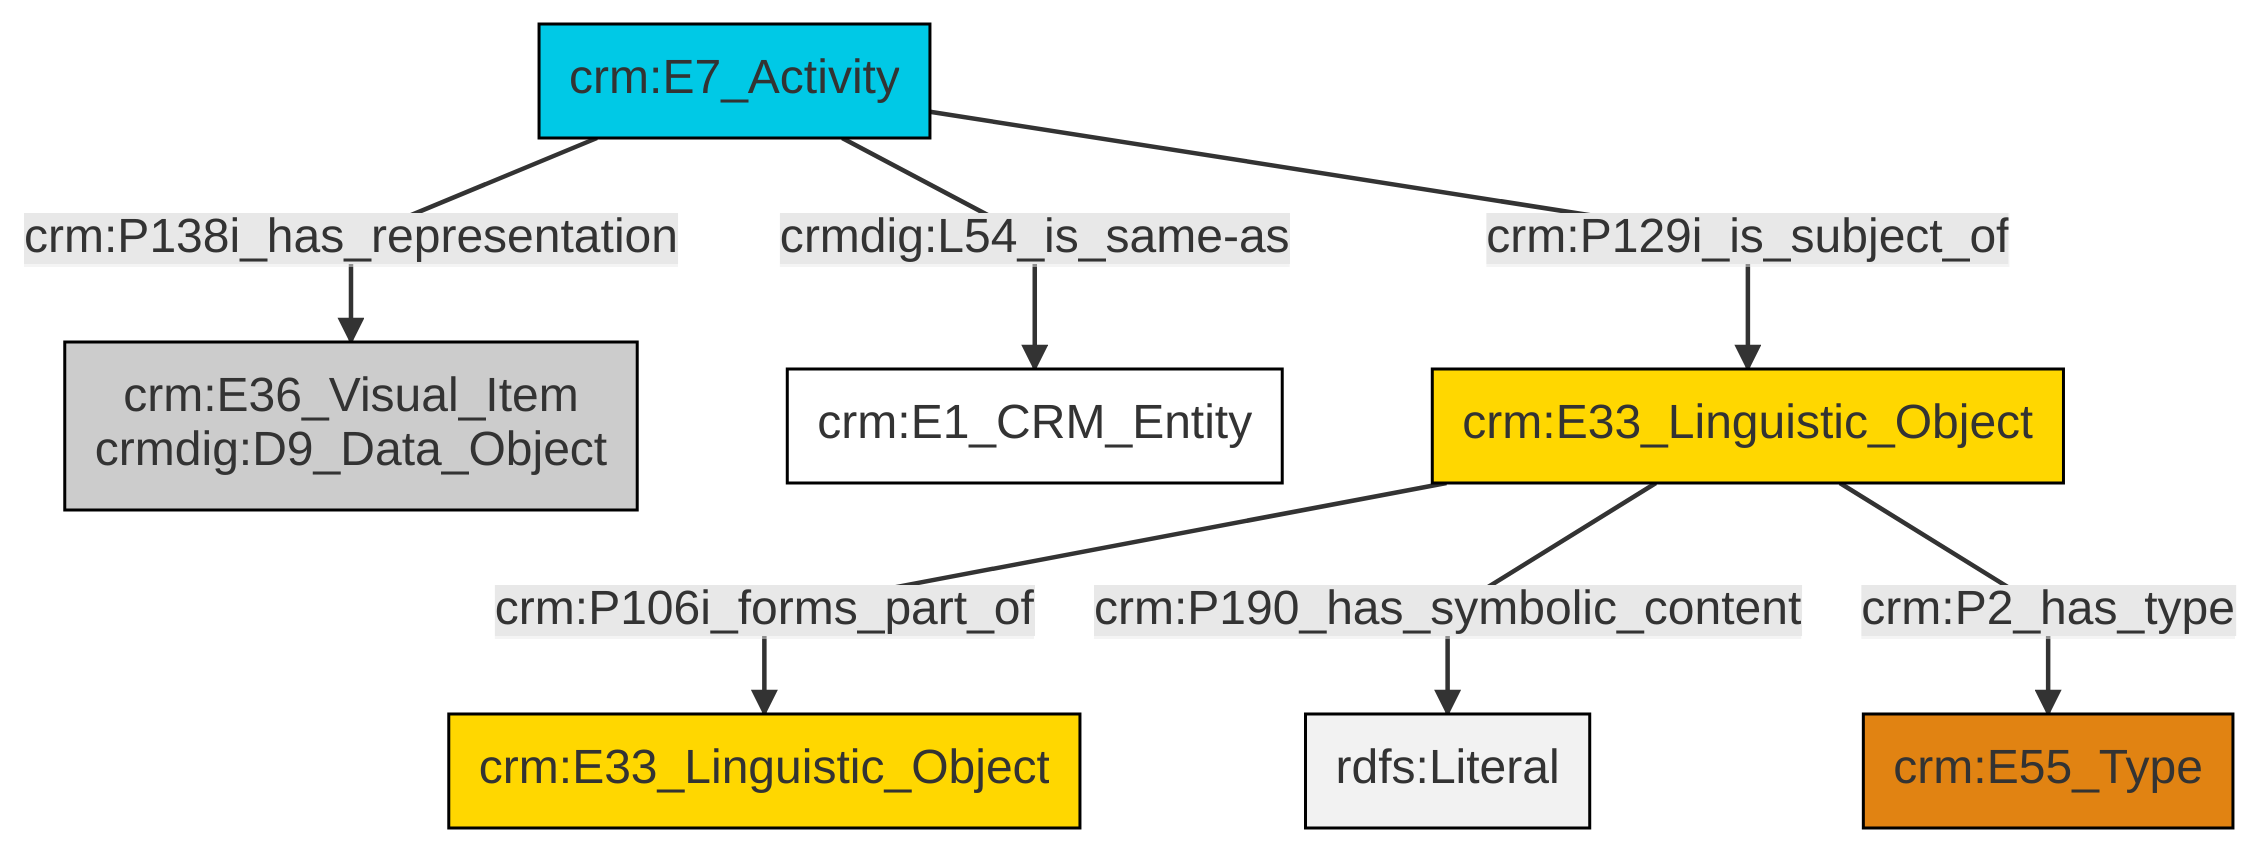 crm:E7_Activity
crm:P138i_has_representation
crmdig:L54_is_same-as
crm:P129i_is_subject_of
crm:E36_Visual_Item
crmdig:D9_Data_Object
crm:E1_CRM_Entity
crm:E33_Linguistic_Object
crm:P106i_forms_part_of
crm:P190_has_symbolic_content
crm:P2_has_type
crm:E33_Linguistic_Object
rdfs:Literal
crm:E55_Type